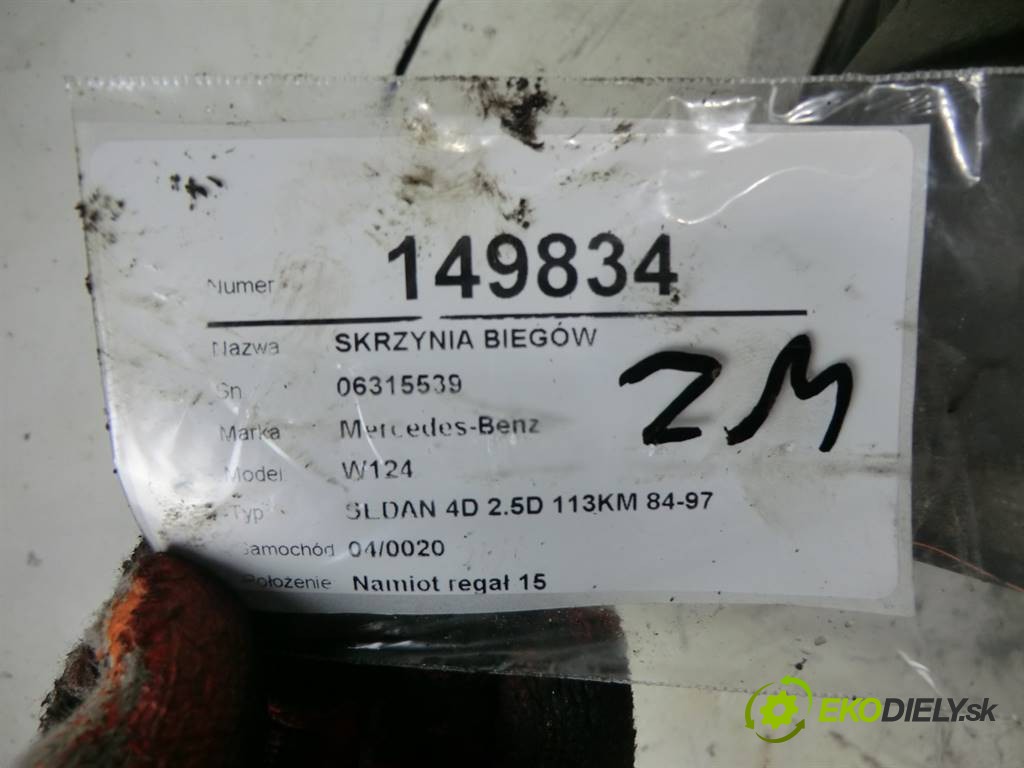 Numer 149834
Nazwa SKRZYNIA BIEGÓW
Sn 06315539
Marka Mercedes-Benz
Model W124
Typ SEDAN 4D 2.5D 113KM 84-97
Samochód 04/0020
Położenie Namiot regał 15
ZM
EKODIELY.sk